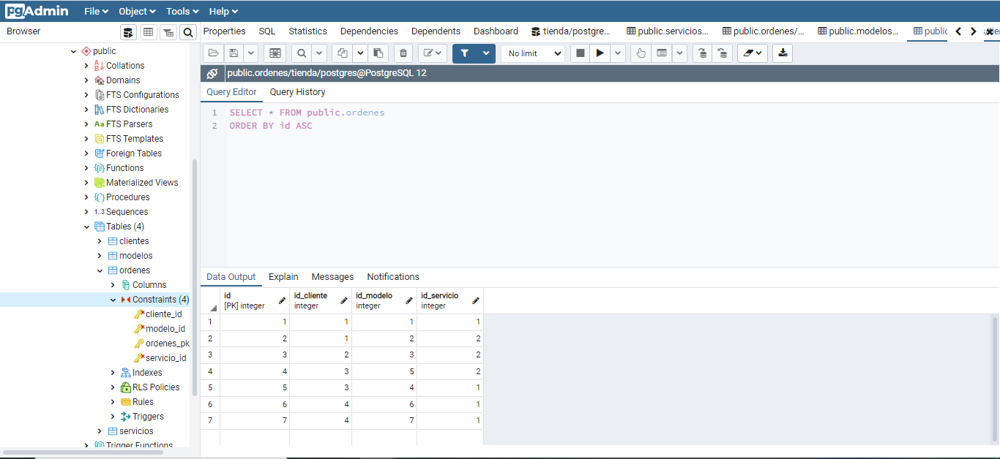 pgAdmin File Object Tools Help
Browser
Properties SQL Statistics Dependencies Dependents Dashboard tienda/postgre... public.servicios... public.ordenes/... public.modelos... public
public
Collations
Domains
FTS Configurations
FTS Dictionaries
Aa FTS Parsers
FTS Templates
Foreign Tables
Functions
Materialized Views
Procedures
1..3 Sequences
Tables (4)
clientes
modelos
ordenes
Columns
Constraints (4)
cliente_id
modelo_id
ordenes_pk
servicio_id
Indexes
RLS Policies
Rules
Triggers
servicios
Trigger Functions
No limit
public.ordenes/tienda/postgres@PostgreSQL 12
Query Editor Query History
1 SELECT * FROM public.ordenes
2 ORDER BY id ASC
Data Output Explain Messages Notifications
id id_cliente id_modelo id_servicio
[PK] integer integer integer integer
1 1 1 1 1
2 2 1 2 2
3 3 2 3 2
4 4 3 5 2
5 5 3 4 1
6 6 4 6 1
7 7 4 7 1